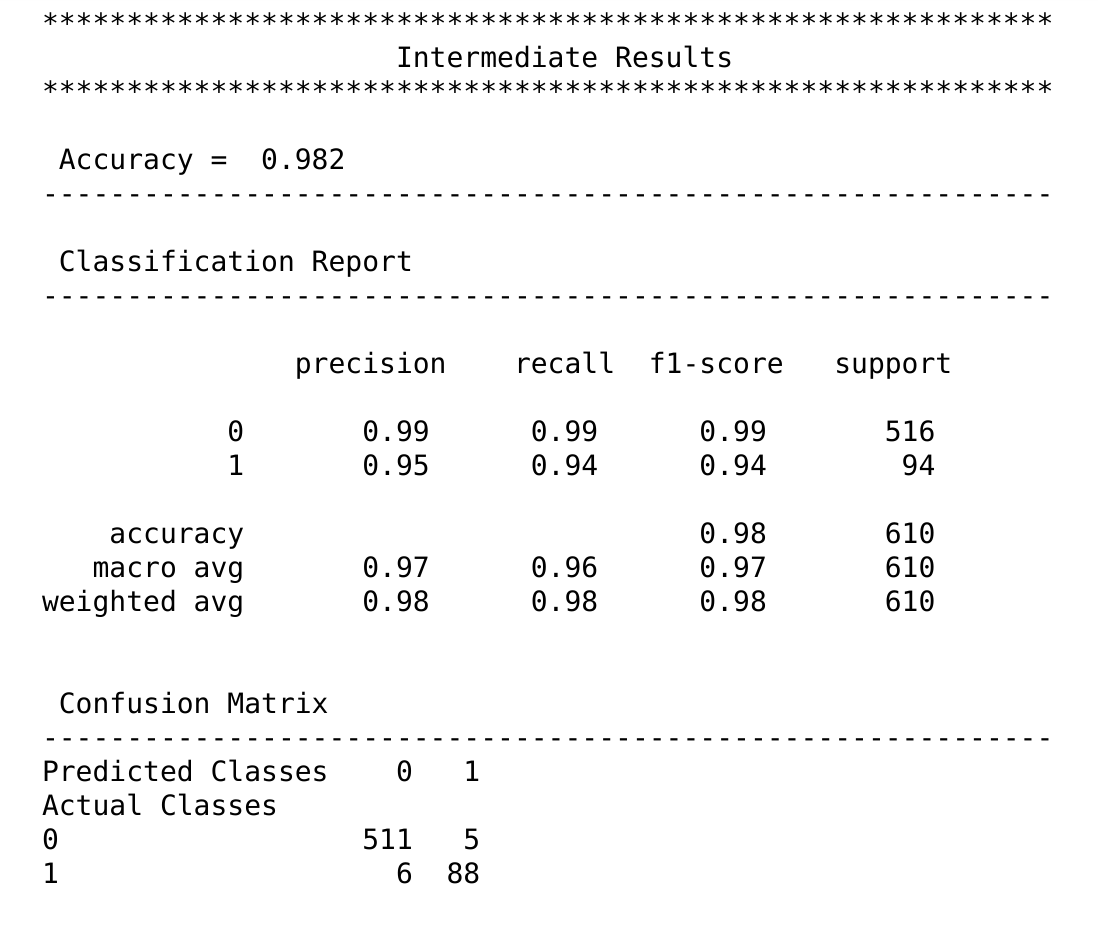 ************************************************************
Intermediate Results
************************************************************
Accuracy =  0.982
------------------------------------------------------------
Classification Report
------------------------------------------------------------
precision    recall  f1-score   support
0       0.99      0.99      0.99       516
1       0.95      0.94      0.94        94
accuracy                           0.98       610
macro avg       0.97      0.96      0.97       610
weighted avg       0.98      0.98      0.98       610
Confusion Matrix
------------------------------------------------------------
Predicted Classes    0   1
Actual Classes
0                  511   5
1                    6  88